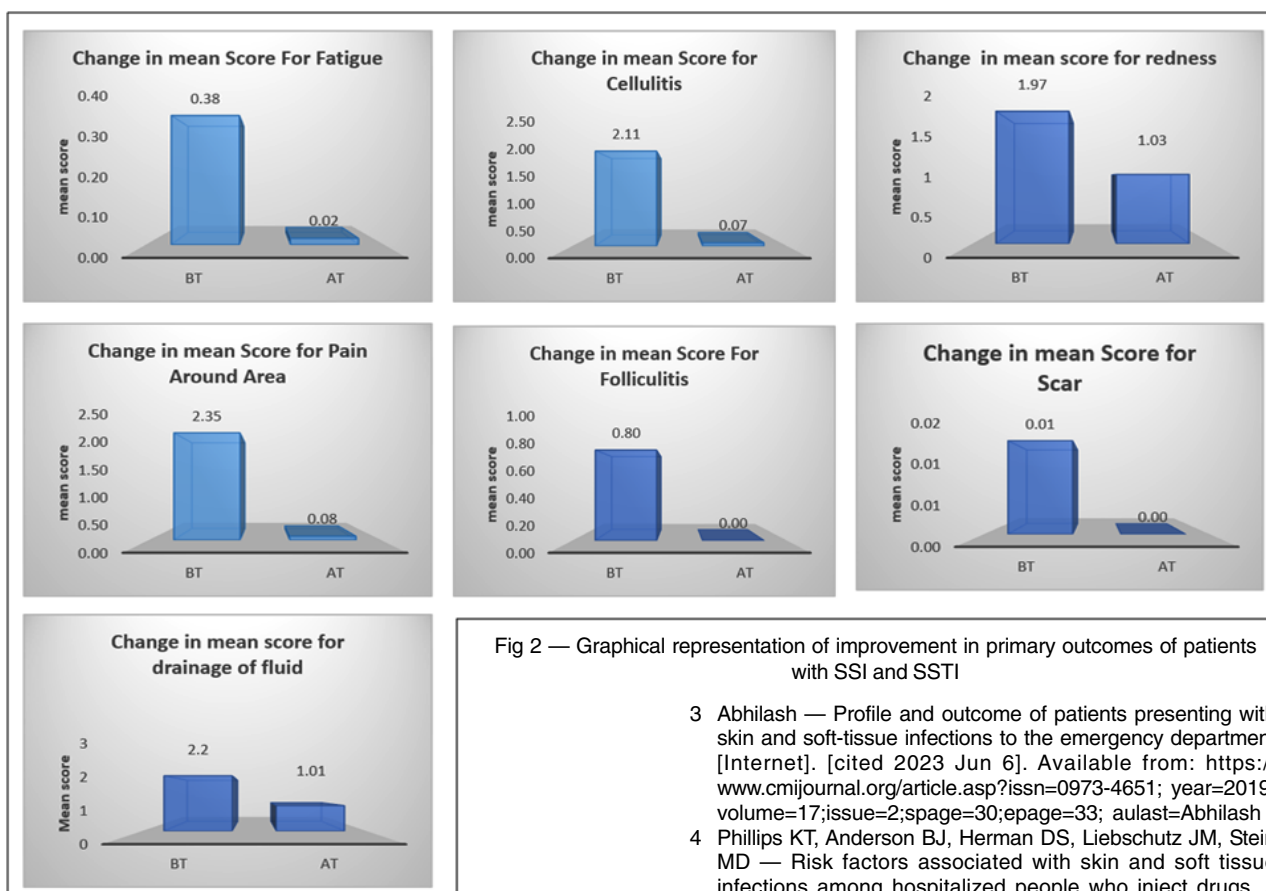 Change in mean Score For Fatigue
0.40
0.30
0.20
0.10
0.00
mean score
0.38
0.02
BT
AT
Change in mean Score for
Cellulitis
2.50
2.00
1.50
1.00
0.50
0.00
mean score
2.11
0.07
BT
AT
Change in mean score for redness
2
1.5
1
0.5
0
mean score
1.97
1.03
BT
AT
Change in mean Score for Pain
Around Area
2.50
2.00
1.50
1.00
0.50
0.00
mean score
2.35
0.08
BT
AT
Change in mean Score For
Folliculitis
1.00
0.80
0.60
0.40
0.20
0.00
mean score
0.80
0.00
BT
AT
Change in mean Score for
Scar
0.02
0.01
0.01
0.00
mean score
0.01
0.00
BT
AT
Change in mean score for
drainage of fluid
3
2
1
0
Mean score
2.2
1.01
BT
AT
Fig 2 — Graphical representation of improvement in primary outcomes of patients
with SSI and SSTI
3 Abhilash — Profile and outcome of patients presenting with
skin and soft-tissue infections to the emergency departmen
[Internet]. [cited 2023 Jun 6]. Available from: https:/
www.cmijournal.org/article.asp?issn=0973-4651; year=2019
volume=17;issue=2;spage=30;epage=33; aulast=Abhilash
4 Phillips KT, Anderson BJ, Herman DS, Liebschutz JM, Stein
MD — Risk factors associated with skin and soft tissue
infections among hospitalized people who inject drugs.